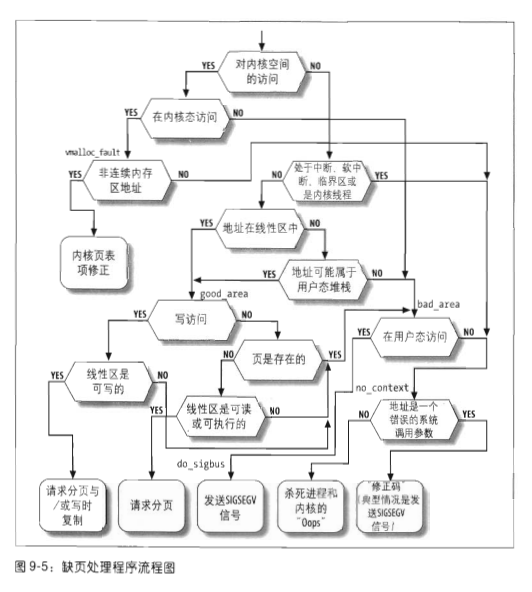 对内核空间
的访问
YES
NO
在内核态访问
YES
NO
vmalloc_fault
非连续内存
区地址
YES
NO
处于中断、软中
断、临界区或
是内核线程
NO
YES
内核页表
项修正
地址在线性区中
YES
NO
地址可能属于
用户态堆栈
YES
NO
good_area
bad_area
写访问
YES
NO
在用户态访问
YES
NO
页是存在的
NO
YES
线性区是
可写的
YES
NO
no_context
线性区是可读
或可执行的
YES
NO
地址是一个
错误的系统
调用参数
NO
YES
do_sigbus
请求分页与
/或写时
复制
请求分页
发送SIGSEGV
信号
杀死进程和
内核的
"Oops"
"修正码"
(典型情况是发
送SIGSEGV
信号)
图 9-5：缺页处理程序流程图